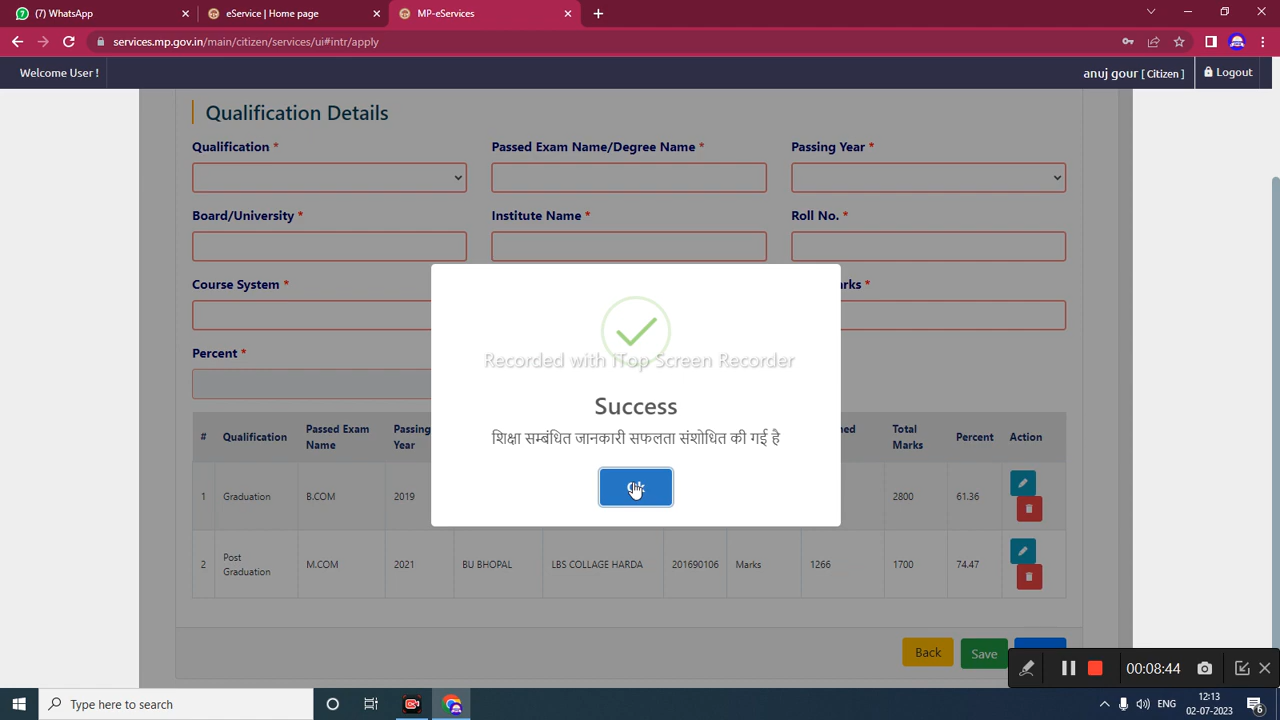 (7) WhatsApp
eService | Home page
MP-eServices
services.mp.gov.in/main/citizen/services/ui#intr/apply
Welcome User !
anuj gour [ Citizen ]
Logout
Qualification Details
Qualification *
Passed Exam Name/Degree Name *
Passing Year *
Board/University *
Institute Name *
Roll No. *
Course System *
arks *
Percent *
Recorded with iTop Screen Recorder
Success
शिक्षा सम्बंधित जानकारी सफलता संशोधित की गई है
# Qualification Passed Exam Name Passing Year ned Total Marks Percent Action
1 Graduation B.COM 2019 2800 61.36
2 Post Graduation M.COM 2021 BU BHOPAL LBS COLLAGE HARDA 201690106 Marks 1266 1700 74.47
Back
Save
00:08:44
Type here to search
ENG
12:13
02-07-2023
6